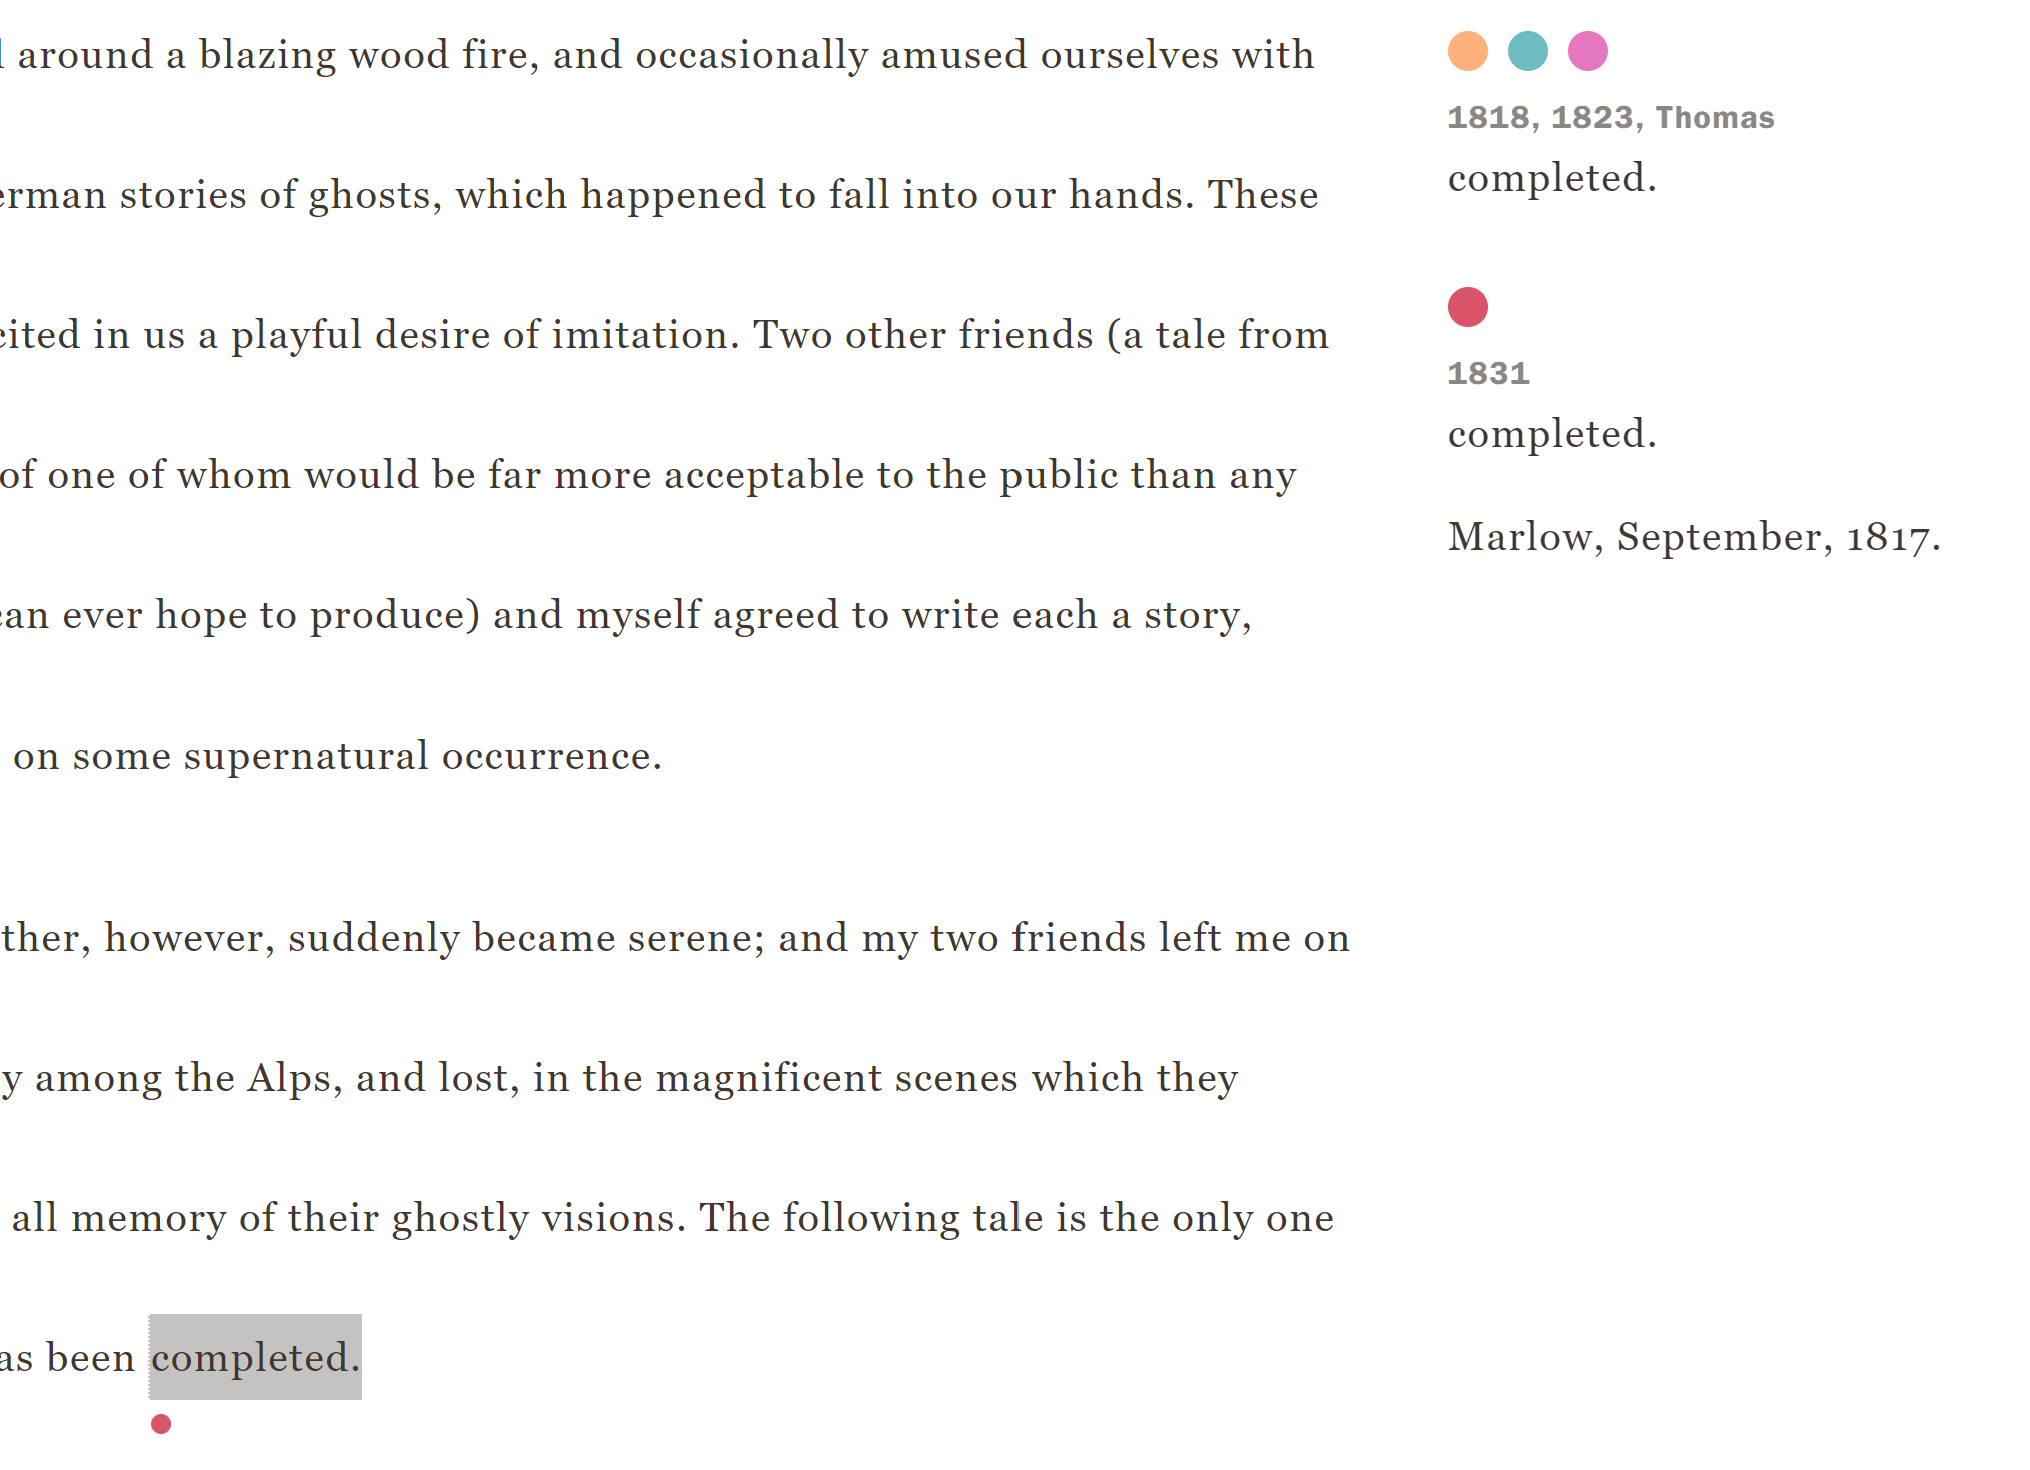 around a blazing wood fire, and occasionally amused ourselves with
erman stories of ghosts, which happened to fall into our hands. These
cited in us a playful desire of imitation. Two other friends (a tale from
of one of whom would be far more acceptable to the public than any
can ever hope to produce) and myself agreed to write each a story,
on some supernatural occurrence.
ther, however, suddenly became serene; and my two friends left me on
y among the Alps, and lost, in the magnificent scenes which they
all memory of their ghostly visions. The following tale is the only one
as been completed.
1818, 1823, Thomas
completed.
1831
completed.
Marlow, September, 1817.